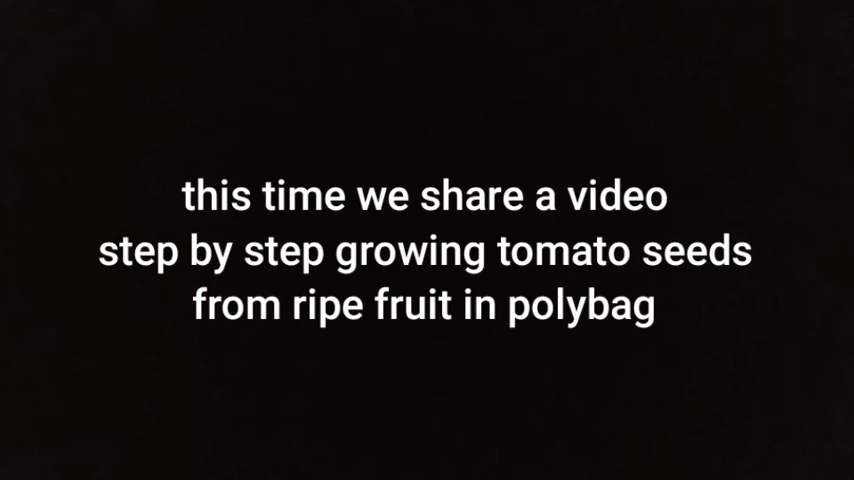 this time we share a video
step by step growing tomato seeds
from ripe fruit in polybag